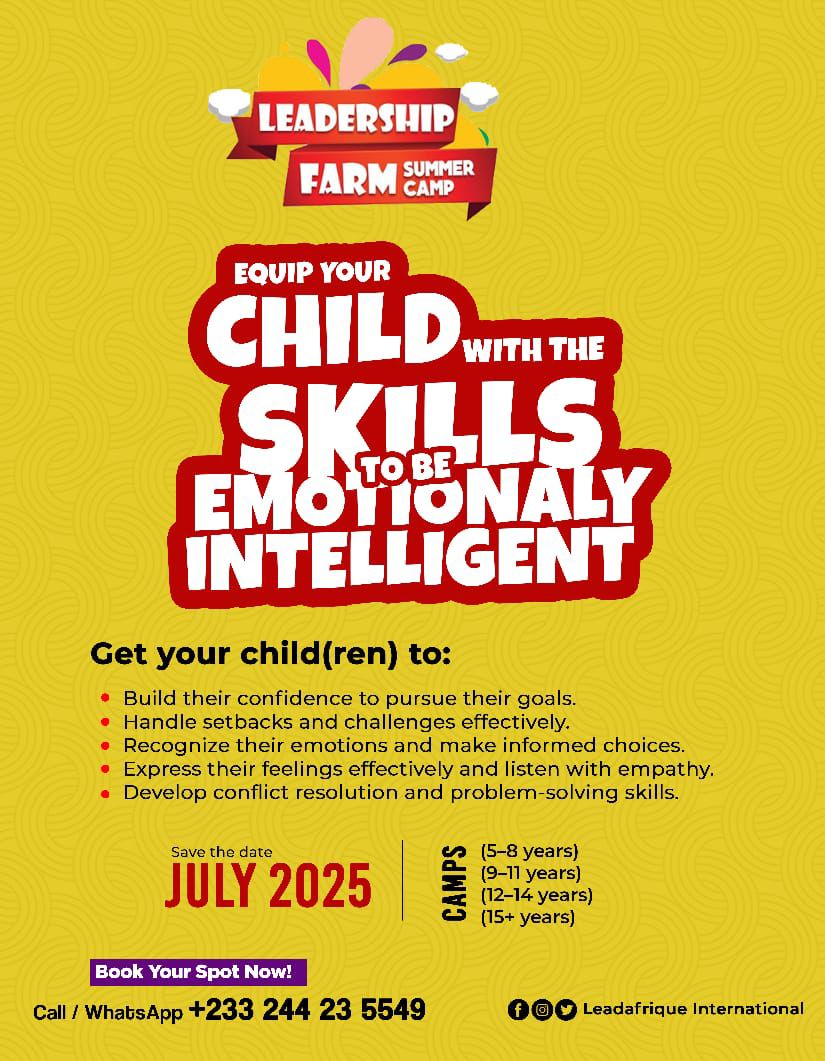 LEADERSHIP
FARM SUMMER
CAMP
EQUIP YOUR
CHILD WITH THE
SKILLS
TO BE
EMOTIONALY
INTELLIGENT
Get your child(ren) to:
• Build their confidence to pursue their goals.
• Handle setbacks and challenges effectively.
• Recognize their emotions and make informed choices.
• Express their feelings effectively and listen with empathy.
• Develop conflict resolution and problem-solving skills.
Save the date
JULY 2025
CAMPS
(5–8 years)
(9–11 years)
(12–14 years)
(15+ years)
Book Your Spot Now!
Call / WhatsApp +233 244 23 5549
Leadafrique International